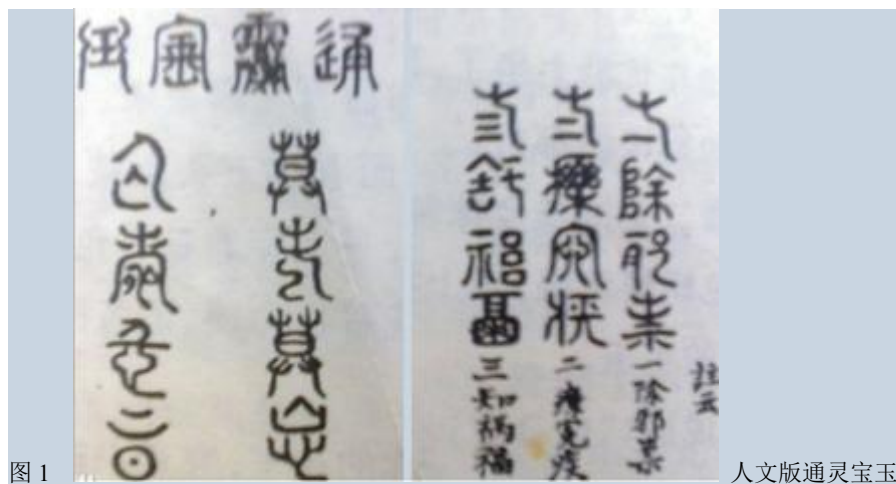 通靈寶玉
莫失莫忘
仙壽恆昌
註云
一除邪祟 一除邪祟
二療冤疾 二療冤疾
三知禍福 三知禍福
图 1 人文版通灵宝玉